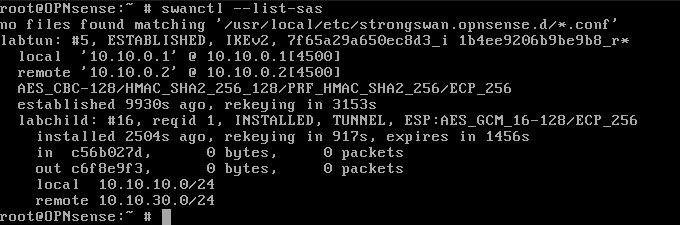 root@OPNsense:~ # swanctl --list-sas
no files found matching '/usr/local/etc/strongswan.opnsense.d/*.conf'
labtun: #5, ESTABLISHED, IKEv2, 7f65a29a650ec8d3_i 1b4ee9206b9be9b8_r*
  local  '10.10.0.1' @ 10.10.0.1[4500]
  remote '10.10.0.2' @ 10.10.0.2[4500]
  AES_CBC-128/HMAC_SHA2_256_128/PRF_HMAC_SHA2_256/ECP_256
  established 9930s ago, rekeying in 3153s
  labchild: #16, reqid 1, INSTALLED, TUNNEL, ESP:AES_GCM_16-128/ECP_256
    installed 2504s ago, rekeying in 917s, expires in 1456s
    in  c56b027d,      0 bytes,     0 packets
    out c6f8e9f3,      0 bytes,     0 packets
    local  10.10.10.0/24
    remote 10.10.30.0/24
root@OPNsense:~ #